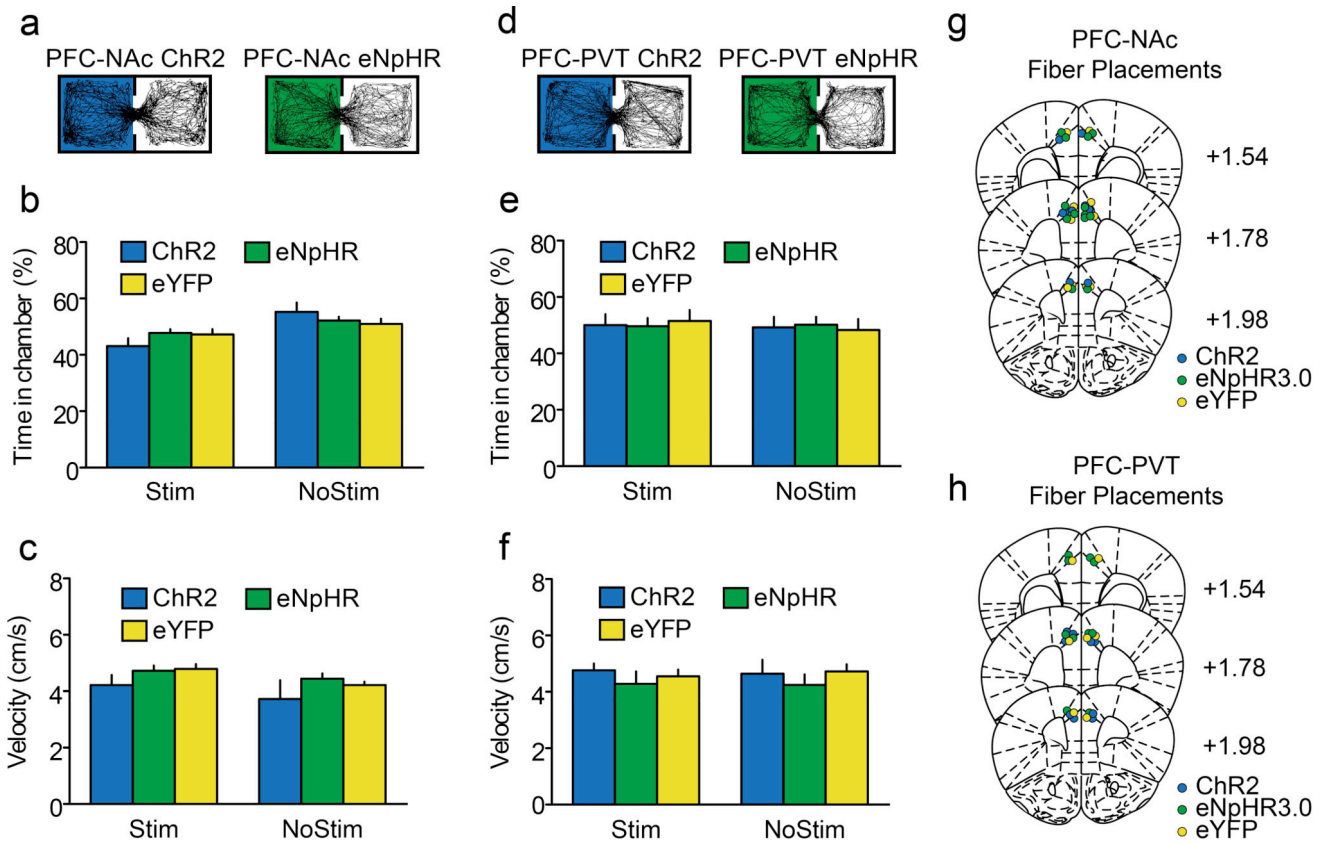 a
PFC-NAc ChR2
PFC-NAc eNpHR
b
80
60
40
20
0
Time in chamber (%)
ChR2
eNpHR
eYFP
Stim
NoStim
c
8
6
4
2
0
Velocity (cm/s)
ChR2
eNpHR
eYFP
Stim
NoStim
d
PFC-PVT ChR2
PFC-PVT eNpHR
e
80
60
40
20
0
Time in chamber (%)
ChR2
eNpHR
eYFP
Stim
NoStim
f
8
6
4
2
0
Velocity (cm/s)
ChR2
eNpHR
eYFP
Stim
NoStim
g
PFC-NAc
Fiber Placements
+1.54
+1.78
+1.98
ChR2
eNpHR3.0
eYFP
h
PFC-PVT
Fiber Placements
+1.54
+1.78
+1.98
ChR2
eNpHR3.0
eYFP